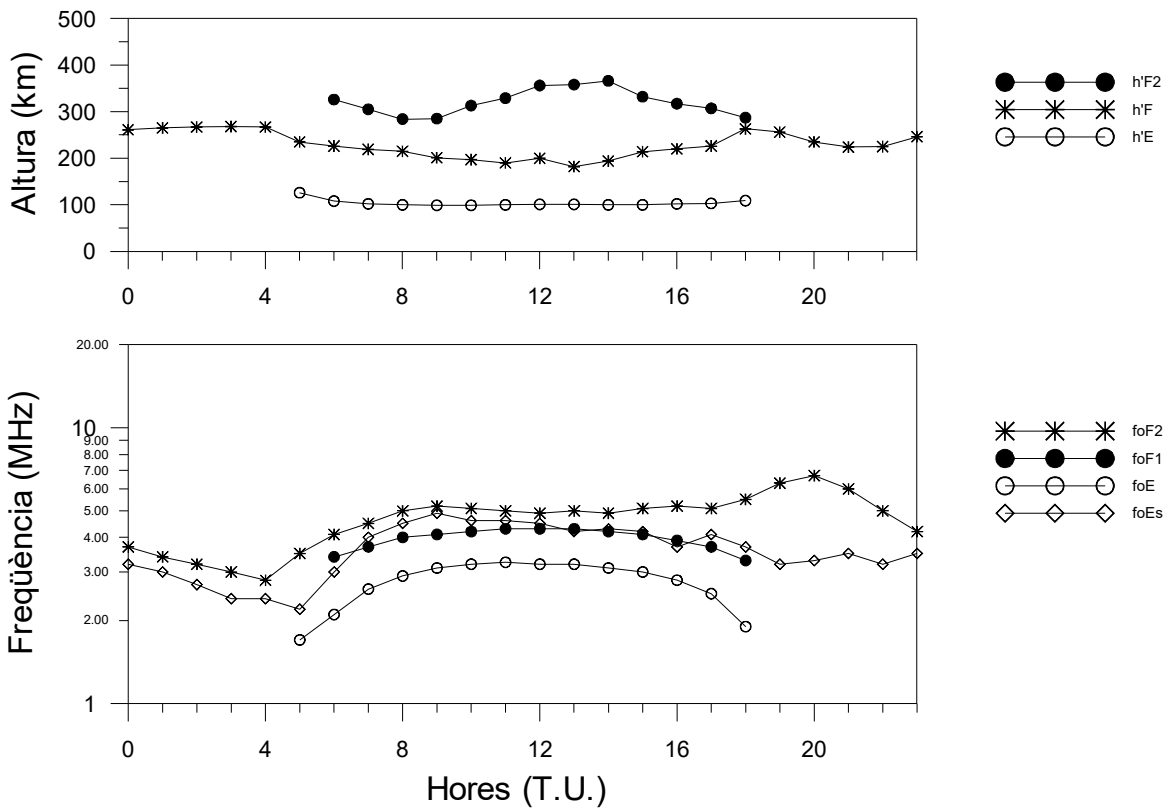 Altura (km)
500
400
300
200
100
0
0 4 8 12 16 20
h'F2
h'F
h'E
Freqüència (MHz)
20.00
10
9.00
8.00
7.00
6.00
5.00
4.00
3.00
2.00
1
0 4 8 12 16 20
Hores (T.U.)
foF2
foF1
foE
foEs